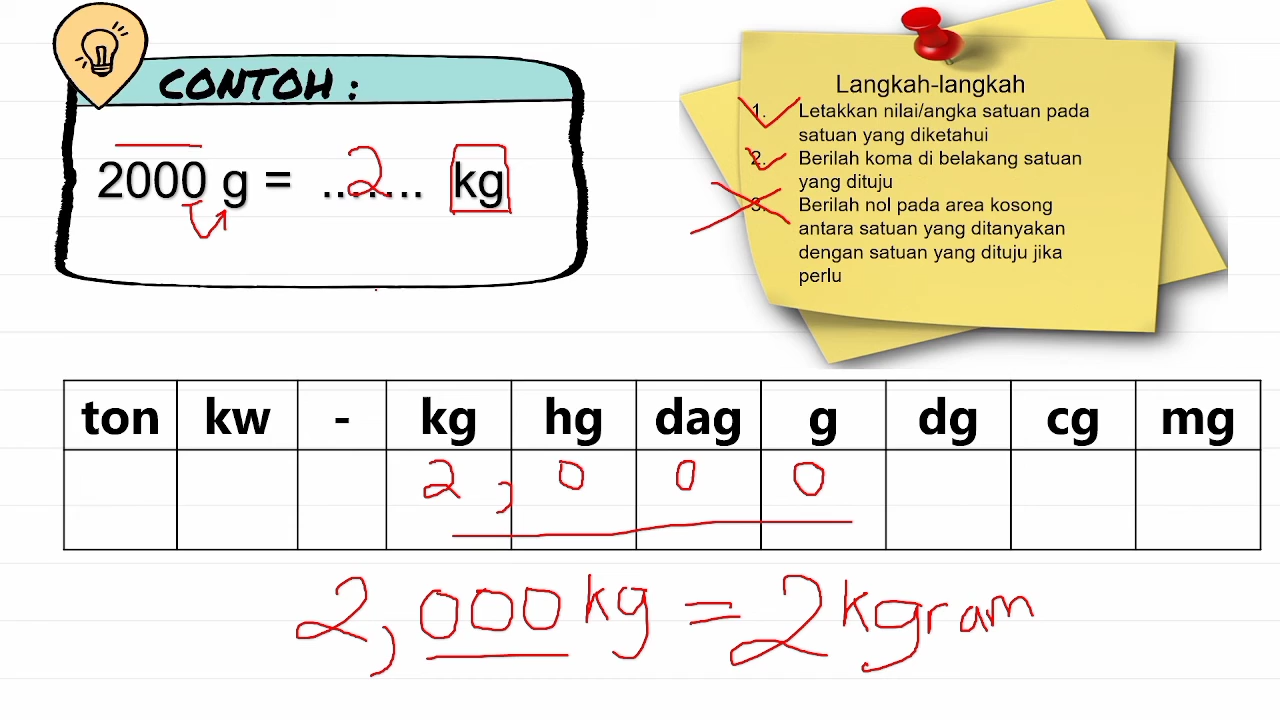 CONTOH :
2000 g = ....2.... kg
Langkah-langkah
1. Letakkan nilai/angka satuan pada
satuan yang diketahui
2. Berilah koma di belakang satuan
yang dituju
3. Berilah nol pada area kosong
antara satuan yang ditanyakan
dengan satuan yang dituju jika
perlu
ton kw - kg hg dag g dg cg mg
2 , 0 0 0
2,000 kg = 2 kgram